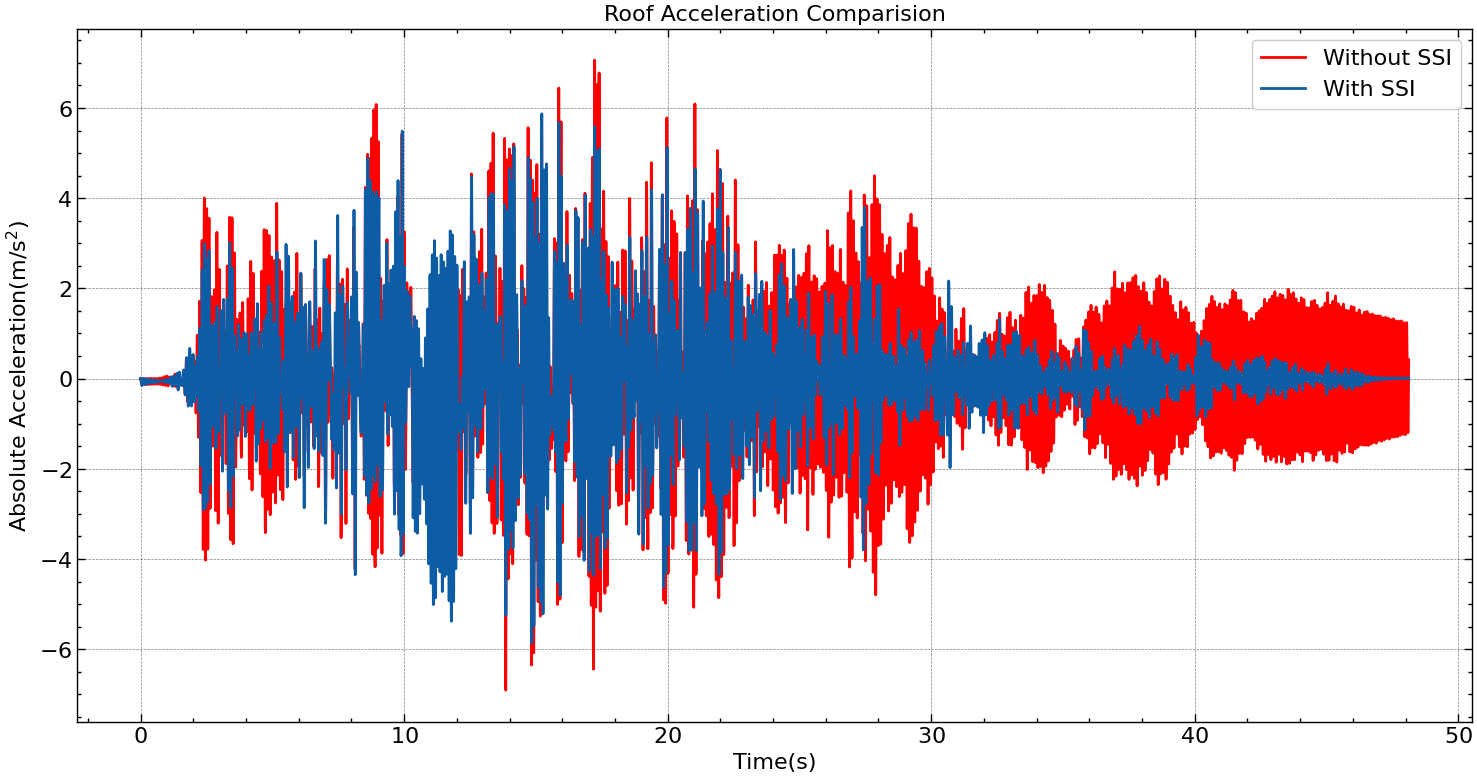 Roof Acceleration Comparision
Without SSI
With SSI
Absolute Acceleration(m/s²)
6
4
2
0
−2
−4
−6
0 10 20 30 40 50
Time(s)